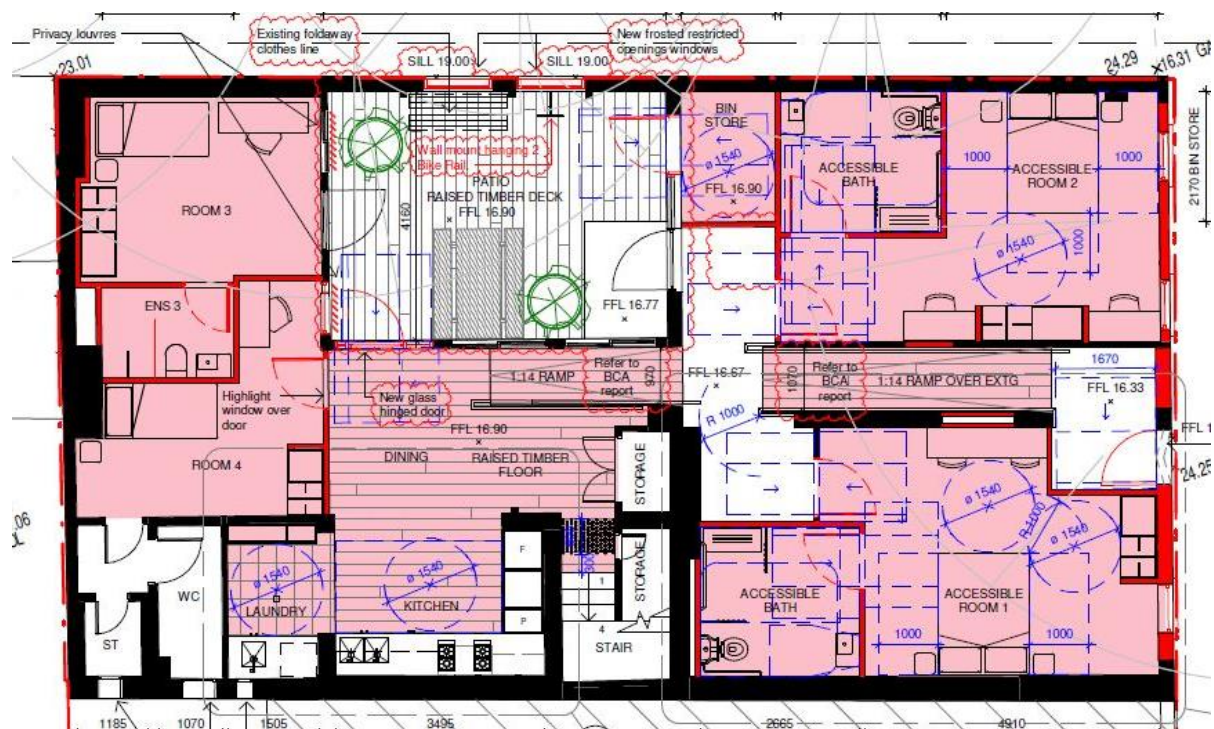 Privacy louvres
Existing foldaway
clothes line
New frosted restricted
openings windows
23.01
SILL 19.00
SILL 19.00
24.29
16.31
2170 BIN STORE
ROOM 3
Wall mount hanging 2
Bike Rail
PATIO
RAISED TIMBER DECK
FFL 16.90
4160
BIN
STORE
ø 1540
FFL 16.90
ACCESSIBLE
BATH
1000
ACCESSIBLE
ROOM 2
1000
ø 1540
1000
ENS 3
FFL 16.77
Highlight
window over
door
New glass
hinged door
1:14 RAMP
Refer to
BCA
report
970
FFL 16.67
R 1000
1070
Refer to
BCA
report
1:14 RAMP OVER EXTG
1670
FFL 16.33
24.25
ROOM 4
FFL 16.90
DINING
RAISED TIMBER
FLOOR
STORAGE
ø 1540
R 1000
ø 1540
WC
ø 1540
LAUNDRY
ø 1540
KITCHEN
F
P
300
1
4
STAIR
STORAGE
ST
ACCESSIBLE
BATH
ACCESSIBLE
ROOM 1
1000
1000
1185
1070
1505
3495
2665
4910